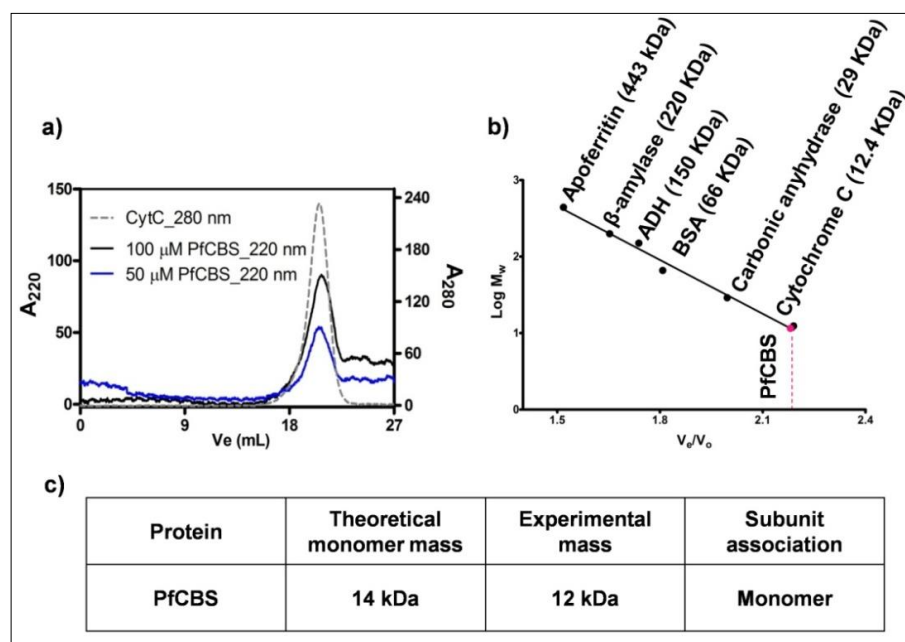 a)
150
100
50
0
A220
CytC_280 nm
100 μM PfCBS_220 nm
50 μM PfCBS_220 nm
240
180
120
60
0
A280
0 9 18 27
Ve (mL)
b)
Apoferritin (443 kDa)
β-amylase (220 KDa)
ADH (150 KDa)
BSA (66 KDa)
Carbonic anyhydrase (29 KDa)
Cytochrome C (12.4 KDa)
PfCBS
3
2
1
0
Log Mw
1.5 1.8 2.1 2.4
Ve/Vo
c)
Protein Theoretical monomer mass Experimental mass Subunit association
PfCBS 14 kDa 12 kDa Monomer